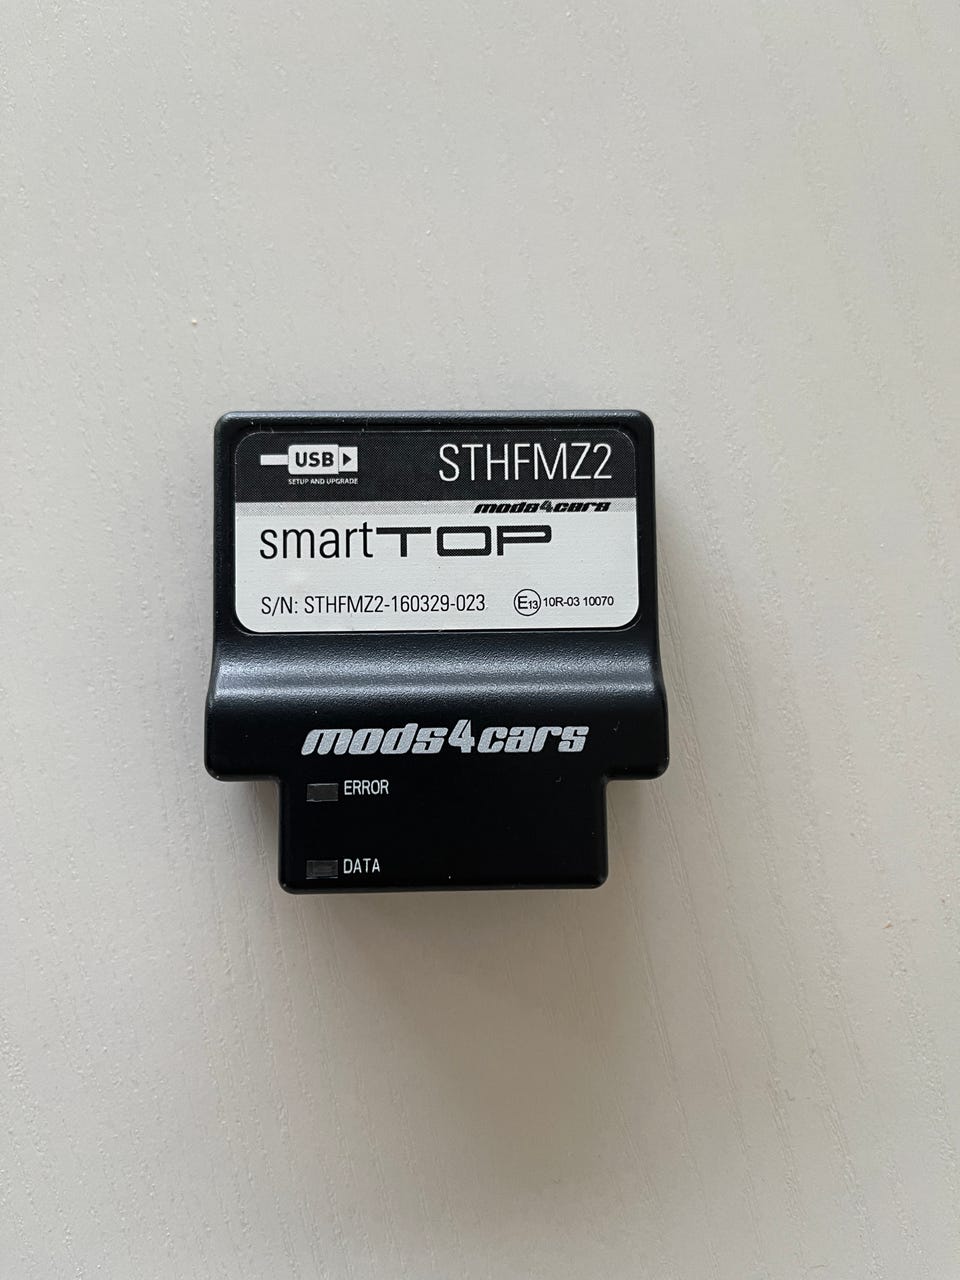 USB
SETUP AND UPGRADE
STHFMZ2
mods4cars
smartTOP
S/N: STHFMZ2-160329-023
E13 10R-03 10070
mods4cars
ERROR
DATA